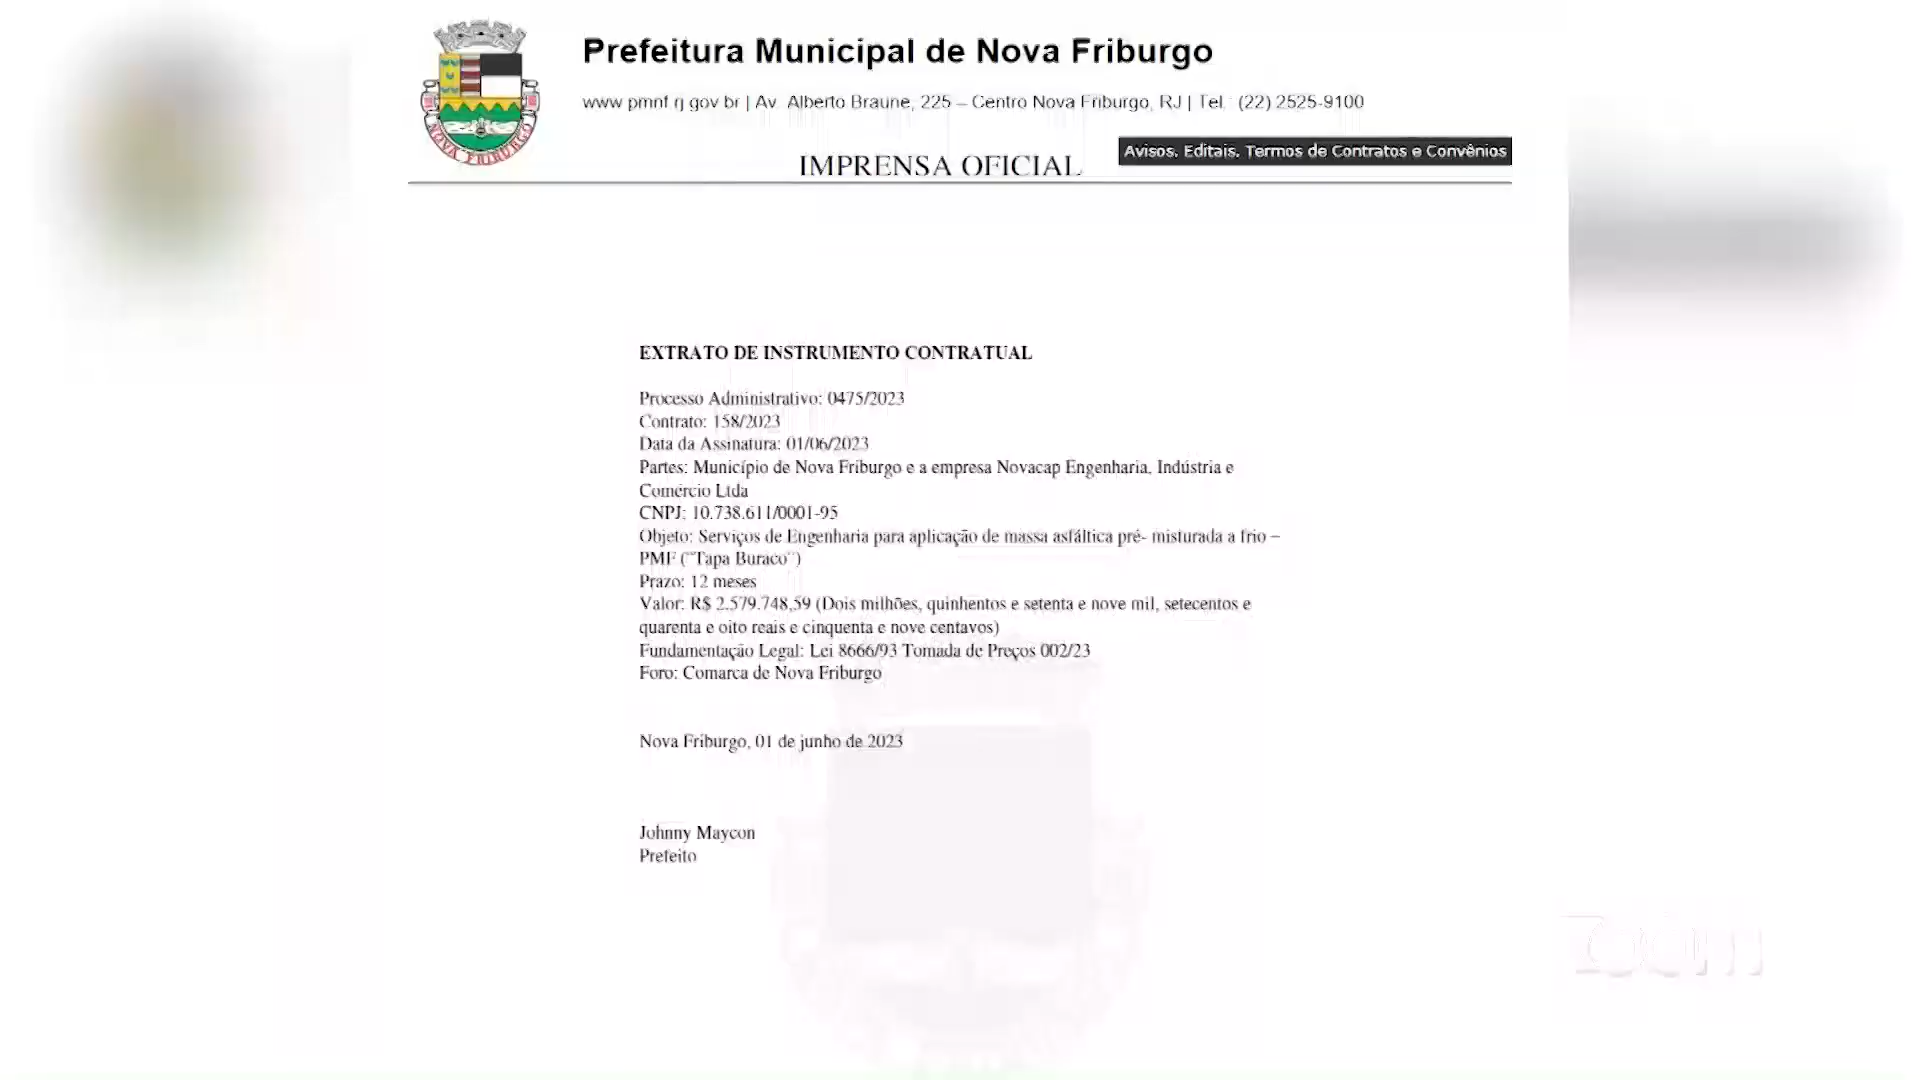 Prefeitura Municipal de Nova Friburgo
www.pmnf.rj.gov.br | Av. Alberto Braune, 225 – Centro Nova Friburgo, RJ | Tel.: (22) 2525-9100
Avisos, Editais, Termos de Contratos e Convênios
IMPRENSA OFICIAL
NOVA FRIBURGO
EXTRATO DE INSTRUMENTO CONTRATUAL
Processo Administrativo: 0475/2023
Contrato: 158/2023
Data da Assinatura: 01/06/2023
Partes: Município de Nova Friburgo e a empresa Novacap Engenharia, Indústria e
Comércio Ltda
CNPJ: 10.738.611/0001-95
Objeto: Serviços de Engenharia para aplicação de massa asfáltica pré- misturada a frio –
PMF ("Tapa Buraco")
Prazo: 12 meses
Valor: R$ 2.579.748,59 (Dois milhões, quinhentos e setenta e nove mil, setecentos e
quarenta e oito reais e cinquenta e nove centavos)
Fundamentação Legal: Lei 8666/93 Tomada de Preços 002/23
Foro: Comarca de Nova Friburgo
Nova Friburgo, 01 de junho de 2023
Johnny Maycon
Prefeito
zoom